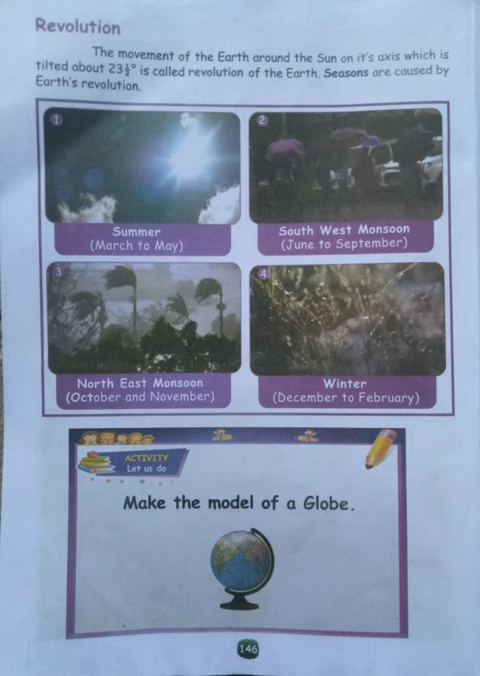 Revolution
The movement of the Earth around the Sun on it's axis which is
tilted about 23½° is called revolution of the Earth. Seasons are caused by
Earth's revolution.
1
2
Summer
(March to May)
South West Monsoon
(June to September)
3
4
North East Monsoon
(October and November)
Winter
(December to February)
ACTIVITY
Let us do
Make the model of a Globe.
146